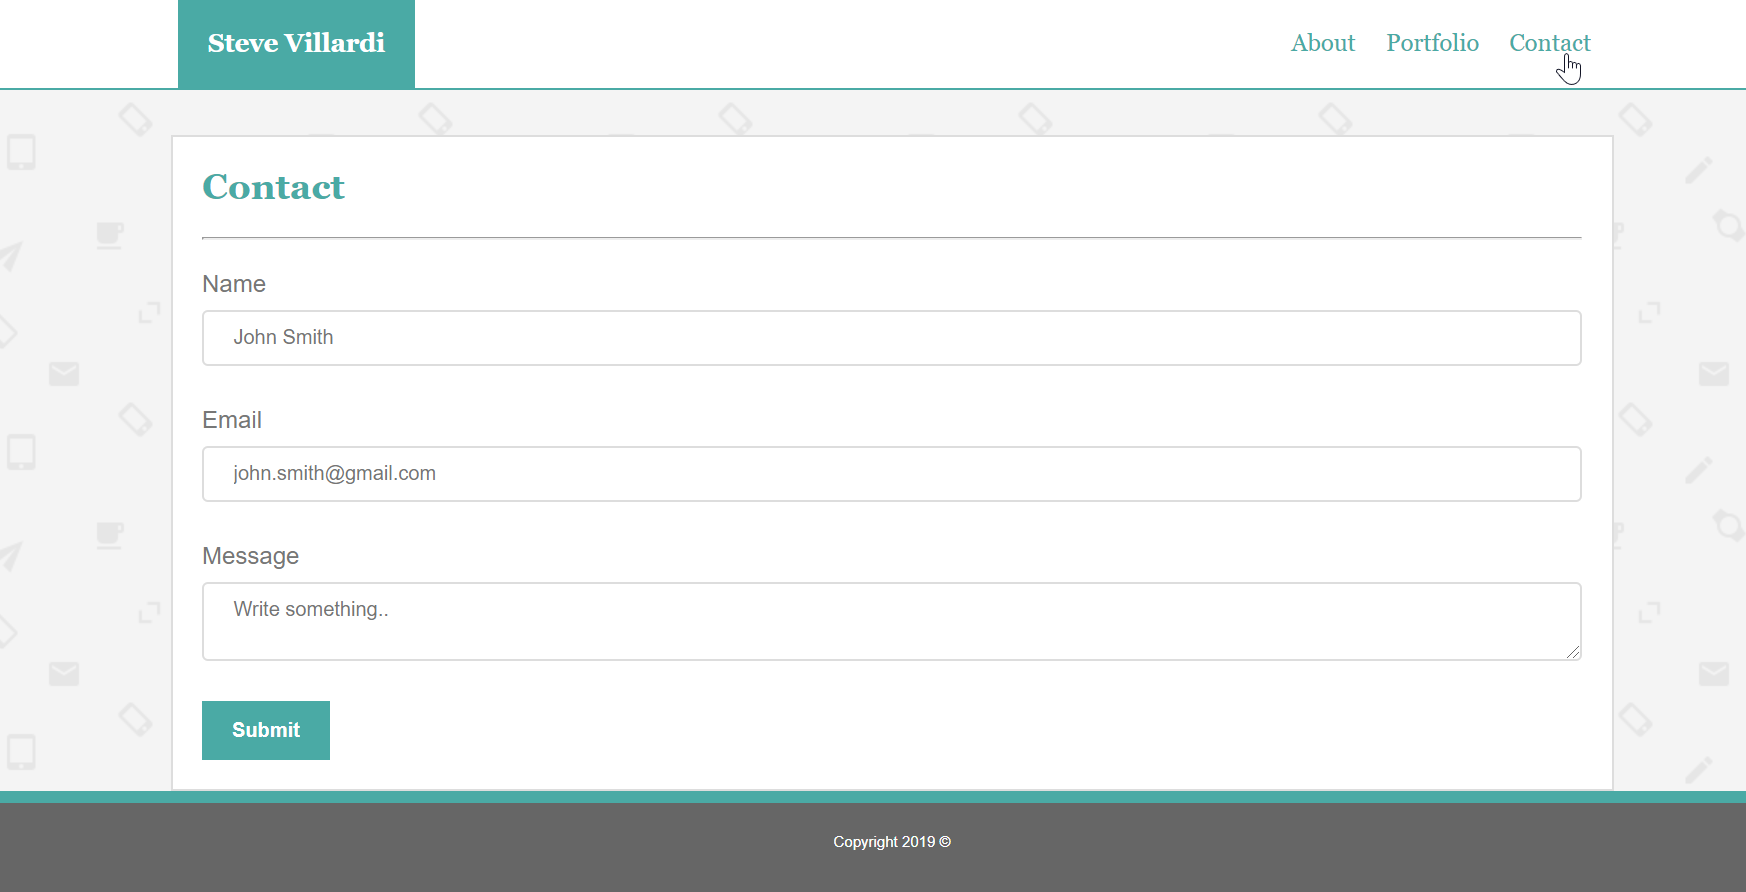 Steve Villardi
About Portfolio Contact
Contact
Name
John Smith
Email
john.smith@gmail.com
Message
Write something..
Submit
Copyright 2019 ©